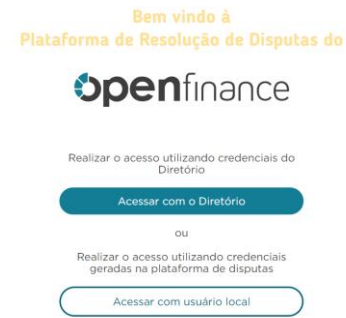 Bem vindo à
Plataforma de Resolução de Disputas do
openfinance
Realizar o acesso utilizando credenciais do
Diretório
Acessar com o Diretório
ou
Realizar o acesso utilizando credenciais
geradas na plataforma de disputas
Acessar com usuário local